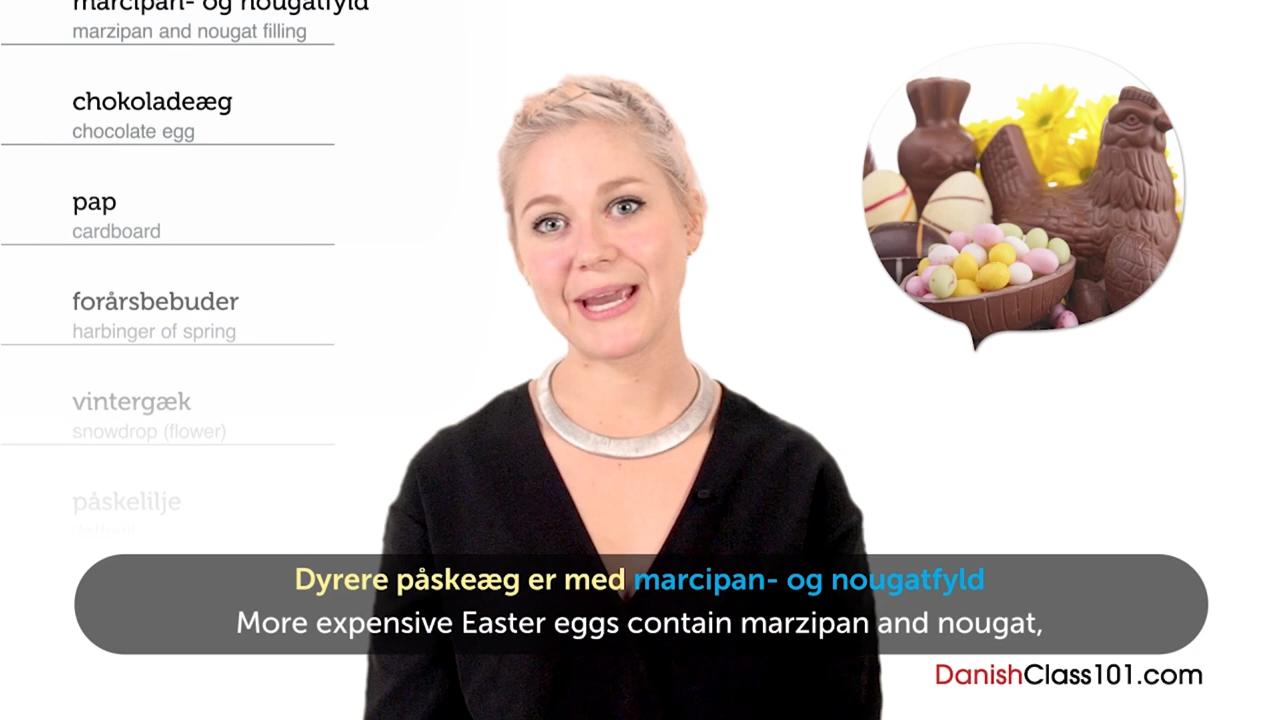 marcipan- og nougatfyld
marzipan and nougat filling
chokoladeæg
chocolate egg
pap
cardboard
forårsbebuder
harbinger of spring
vintergæk
snowdrop (flower)
påskelilje
Dyrere påskeæg er med marcipan- og nougatfyld
More expensive Easter eggs contain marzipan and nougat,
DanishClass101.com